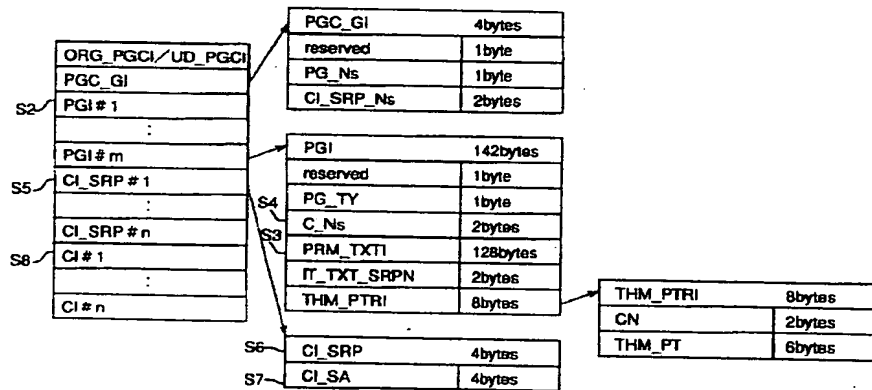 ORG_PGCI/UD_PGCI
PGC_GI
S2
PGI#1
:
PGI#m
S5
CI_SRP#1
:
CI_SRP#n
S8
CI#1
:
CI#n
PGC_GI 4bytes
reserved 1byte
PG_Ns 1byte
CI_SRP_Ns 2bytes
PGI 142bytes
reserved 1byte
PG_TY 1byte
S4
C_Ns 2bytes
S3
PRM_TXTI 128bytes
IT_TXT_SRPN 2bytes
THM_PTRI 8bytes
S6
CI_SRP 4bytes
S7
CI_SA 4bytes
THM_PTRI 8bytes
CN 2bytes
THM_PT 6bytes